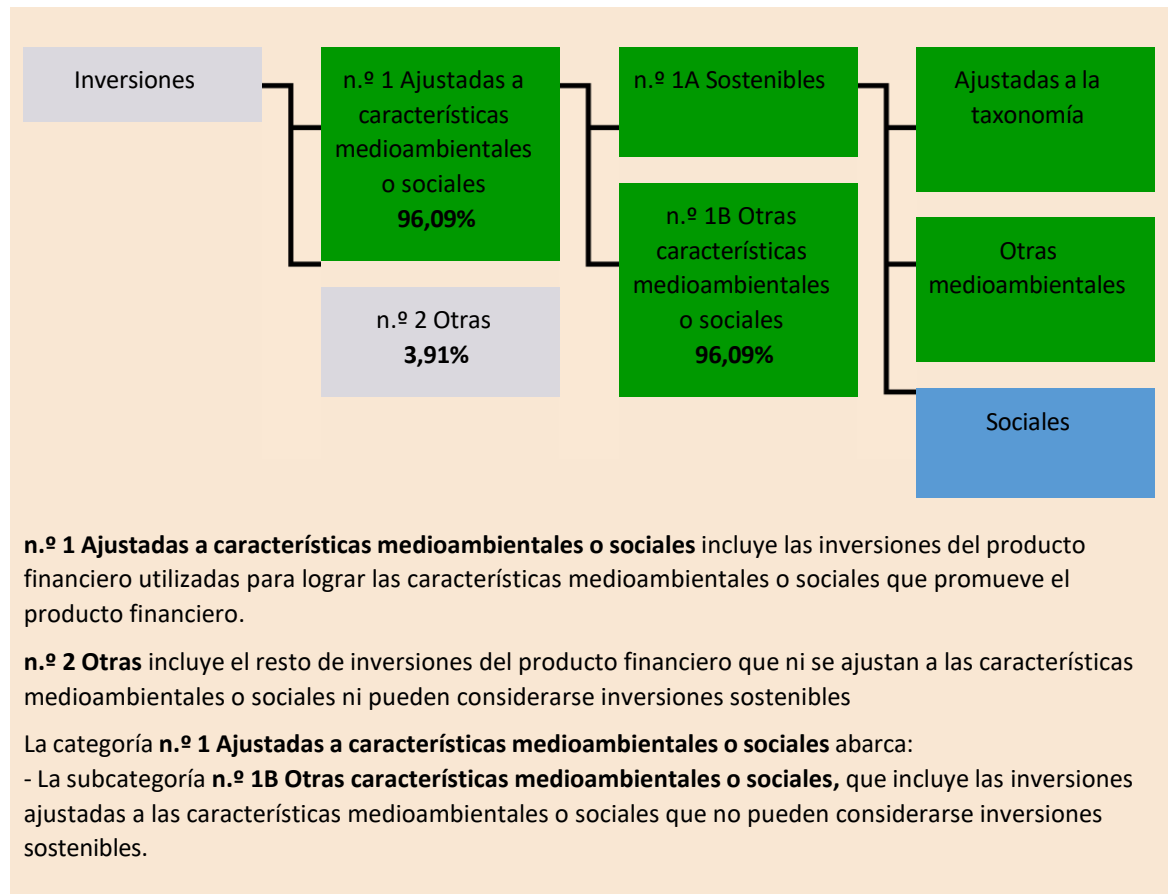 Inversiones
n.º 1 Ajustadas a
características
medioambientales
o sociales
96,09%
n.º 2 Otras
3,91%
n.º 1A Sostenibles
n.º 1B Otras
características
medioambientales
o sociales
96,09%
Ajustadas a la
taxonomía
Otras
medioambientales
Sociales
n.º 1 Ajustadas a características medioambientales o sociales incluye las inversiones del producto
financiero utilizadas para lograr las características medioambientales o sociales que promueve el
producto financiero.
n.º 2 Otras incluye el resto de inversiones del producto financiero que ni se ajustan a las características
medioambientales o sociales ni pueden considerarse inversiones sostenibles
La categoría n.º 1 Ajustadas a características medioambientales o sociales abarca:
- La subcategoría n.º 1B Otras características medioambientales o sociales, que incluye las inversiones
ajustadas a las características medioambientales o sociales que no pueden considerarse inversiones
sostenibles.